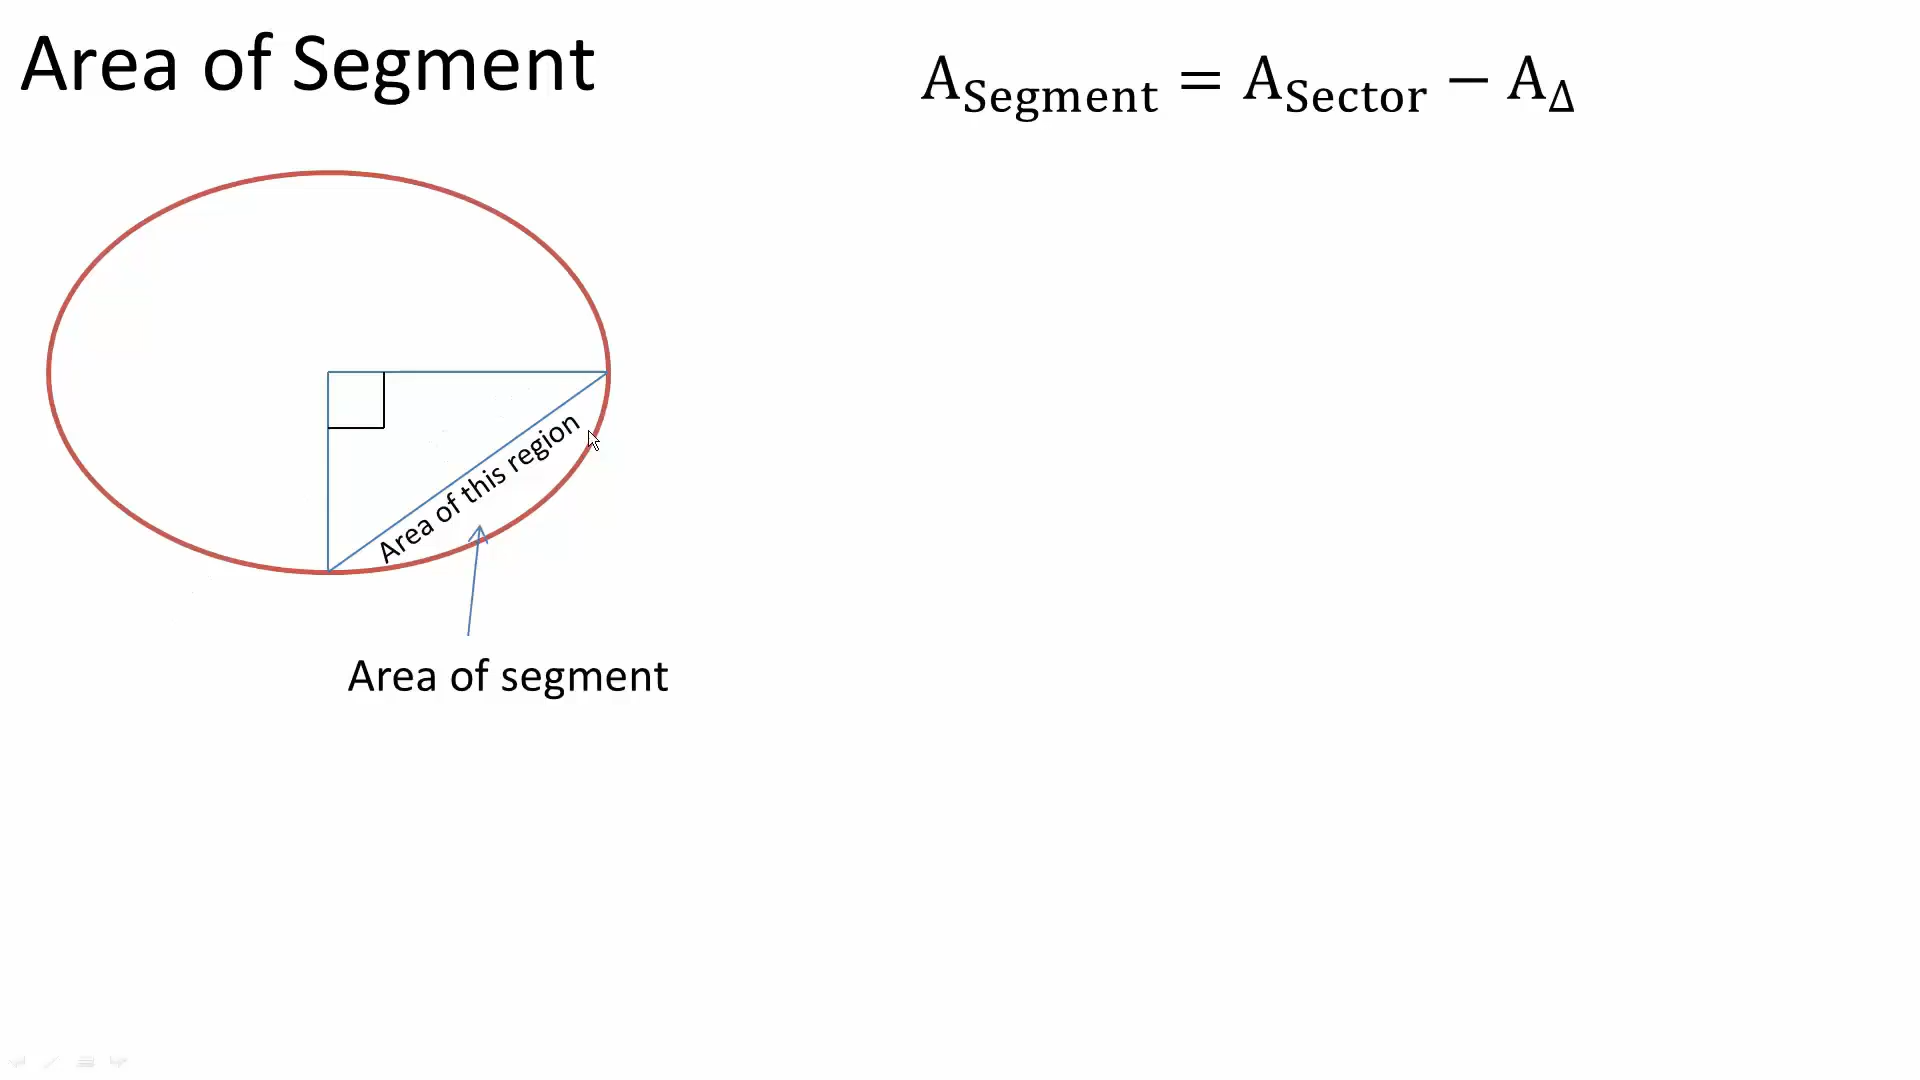 Area of Segment
A_Segment = A_Sector − A_Δ
Area of this region
Area of segment